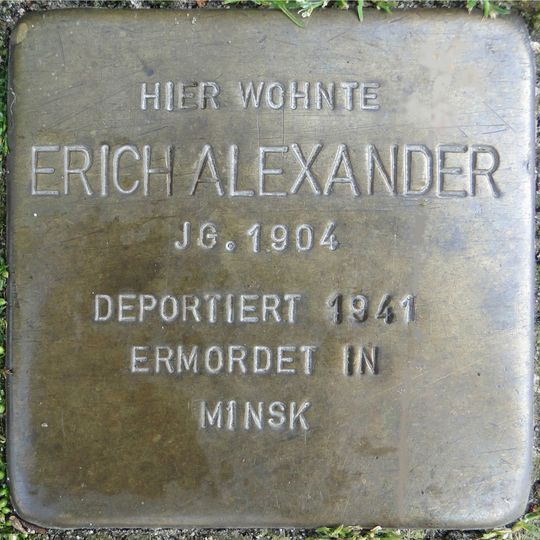 HIER WOHNTE
ERICH ALEXANDER
JG. 1904
DEPORTIERT 1941
ERMORDET IN
MINSK